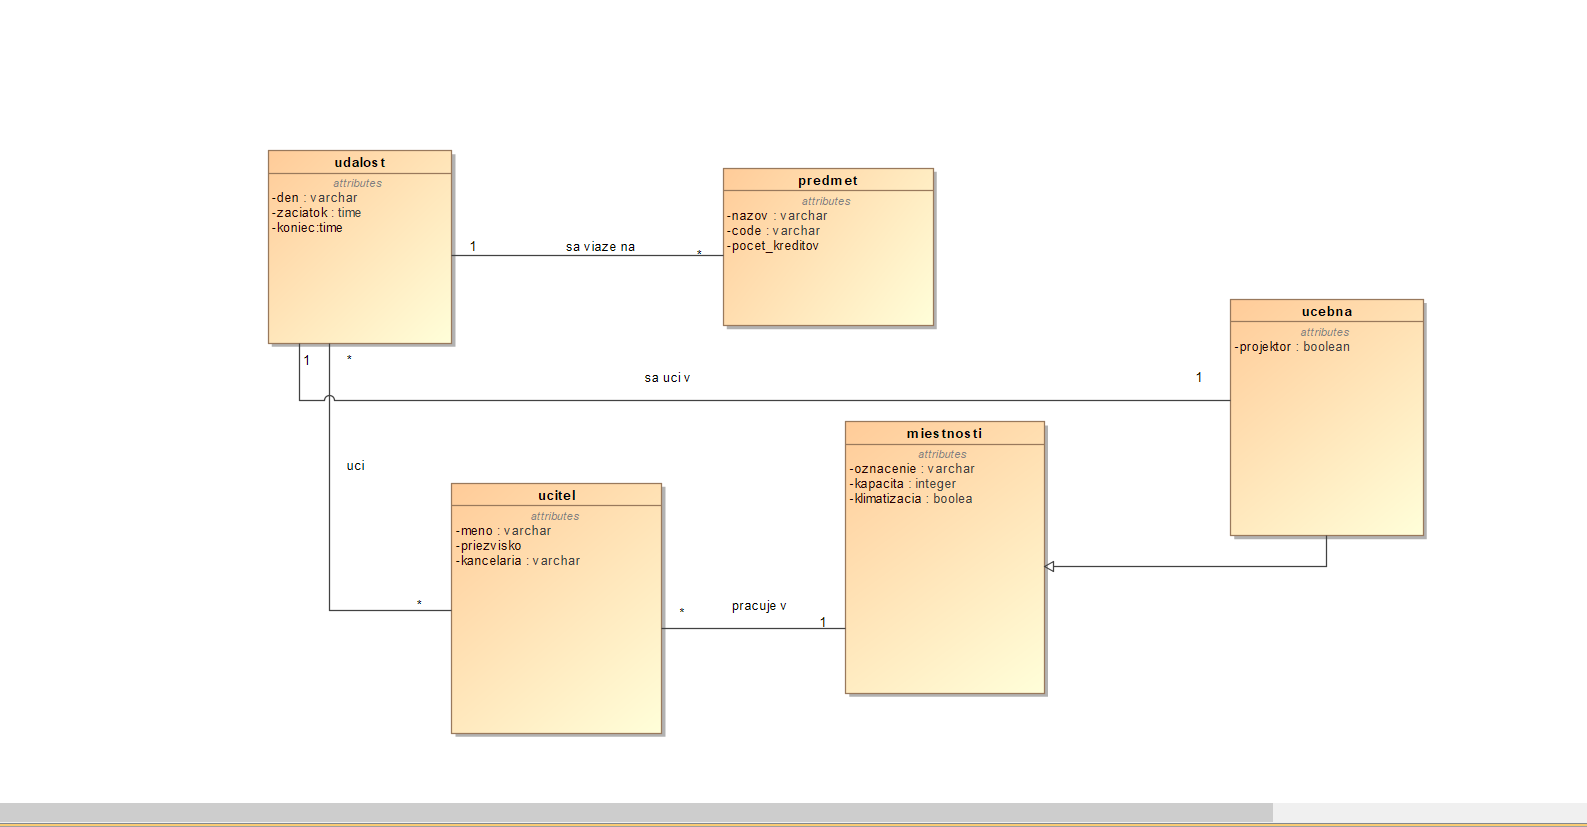 udalost
attributes
-den : varchar
-zaciatok : time
-koniec:time
predmet
attributes
-nazov : varchar
-code : varchar
-pocet_kreditov
1
sa viaze na
*
ucebna
attributes
-projektor : boolean
1
*
sa uci v
1
miestnosti
attributes
-oznacenie : varchar
-kapacita : integer
-klimatizacia : boolea
uci
ucitel
attributes
-meno : varchar
-priezvisko
-kancelaria : varchar
*
*
pracuje v
1